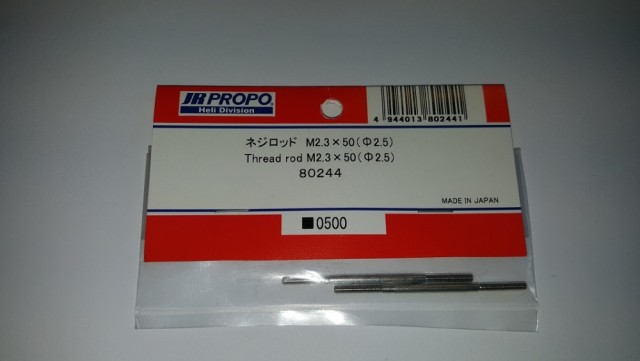 JR PROPO
Heli Division
4 944013 802441
ネジロッド M2.3×50(Φ2.5)
Thread rod M2.3×50(Φ2.5)
80244
MADE IN JAPAN
■0500